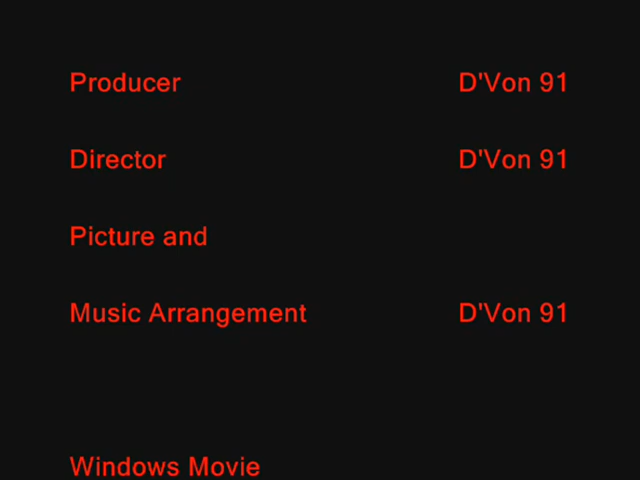 Producer D'Von 91
Director D'Von 91
Picture and
Music Arrangement D'Von 91
Windows Movie